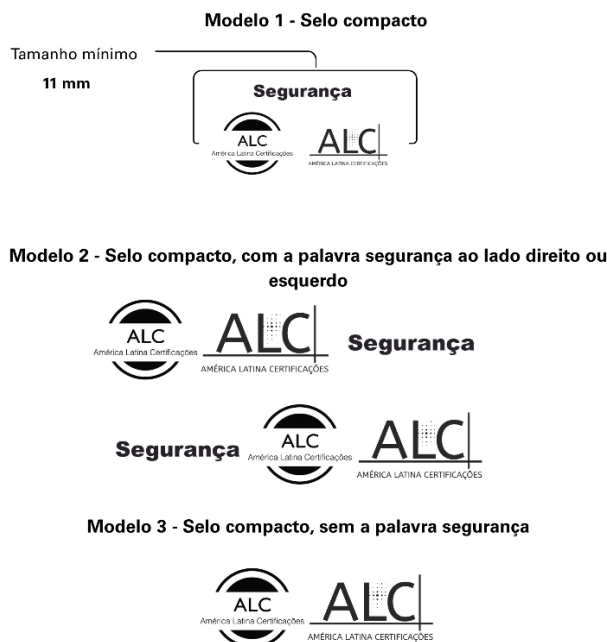 Modelo 1 - Selo compacto
Tamanho mínimo
11 mm
Segurança
ALC
América Latina Certificações
ALC
AMÉRICA LATINA CERTIFICAÇÕES
Modelo 2 - Selo compacto, com a palavra segurança ao lado direito ou
esquerdo
ALC
América Latina Certificações
ALC
AMÉRICA LATINA CERTIFICAÇÕES
Segurança
Segurança
ALC
América Latina Certificações
ALC
AMÉRICA LATINA CERTIFICAÇÕES
Modelo 3 - Selo compacto, sem a palavra segurança
ALC
América Latina Certificações
ALC
AMÉRICA LATINA CERTIFICAÇÕES